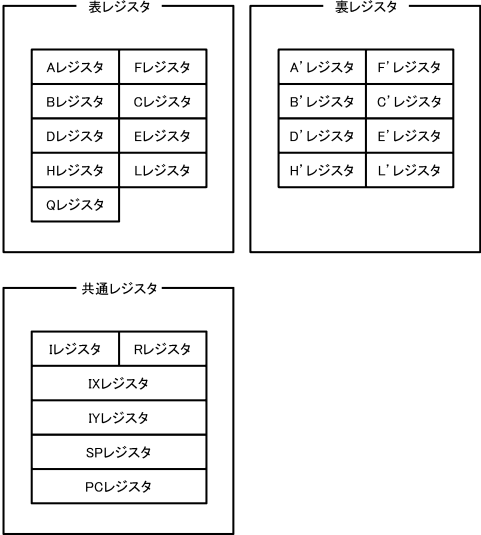 表レジスタ
Aレジスタ Fレジスタ
Bレジスタ Cレジスタ
Dレジスタ Eレジスタ
Hレジスタ Lレジスタ
Qレジスタ
裏レジスタ
A'レジスタ F'レジスタ
B'レジスタ C'レジスタ
D'レジスタ E'レジスタ
H'レジスタ L'レジスタ
共通レジスタ
Iレジスタ Rレジスタ
IXレジスタ
IYレジスタ
SPレジスタ
PCレジスタ